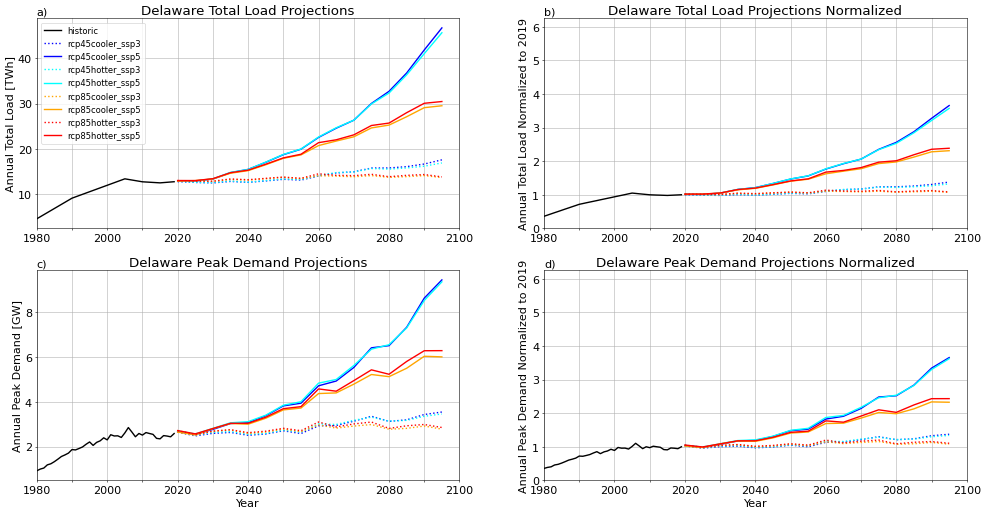 a)
Delaware Total Load Projections
Annual Total Load [TWh]
40
30
20
10
historic
rcp45cooler_ssp3
rcp45cooler_ssp5
rcp45hotter_ssp3
rcp45hotter_ssp5
rcp85cooler_ssp3
rcp85cooler_ssp5
rcp85hotter_ssp3
rcp85hotter_ssp5
1980 2000 2020 2040 2060 2080 2100
b)
Delaware Total Load Projections Normalized
Annual Total Load Normalized to 2019
6
5
4
3
2
1
0
1980 2000 2020 2040 2060 2080 2100
c)
Delaware Peak Demand Projections
Annual Peak Demand [GW]
8
6
4
2
1980 2000 2020 2040 2060 2080 2100
Year
d)
Delaware Peak Demand Projections Normalized
Annual Peak Demand Normalized to 2019
6
5
4
3
2
1
0
1980 2000 2020 2040 2060 2080 2100
Year